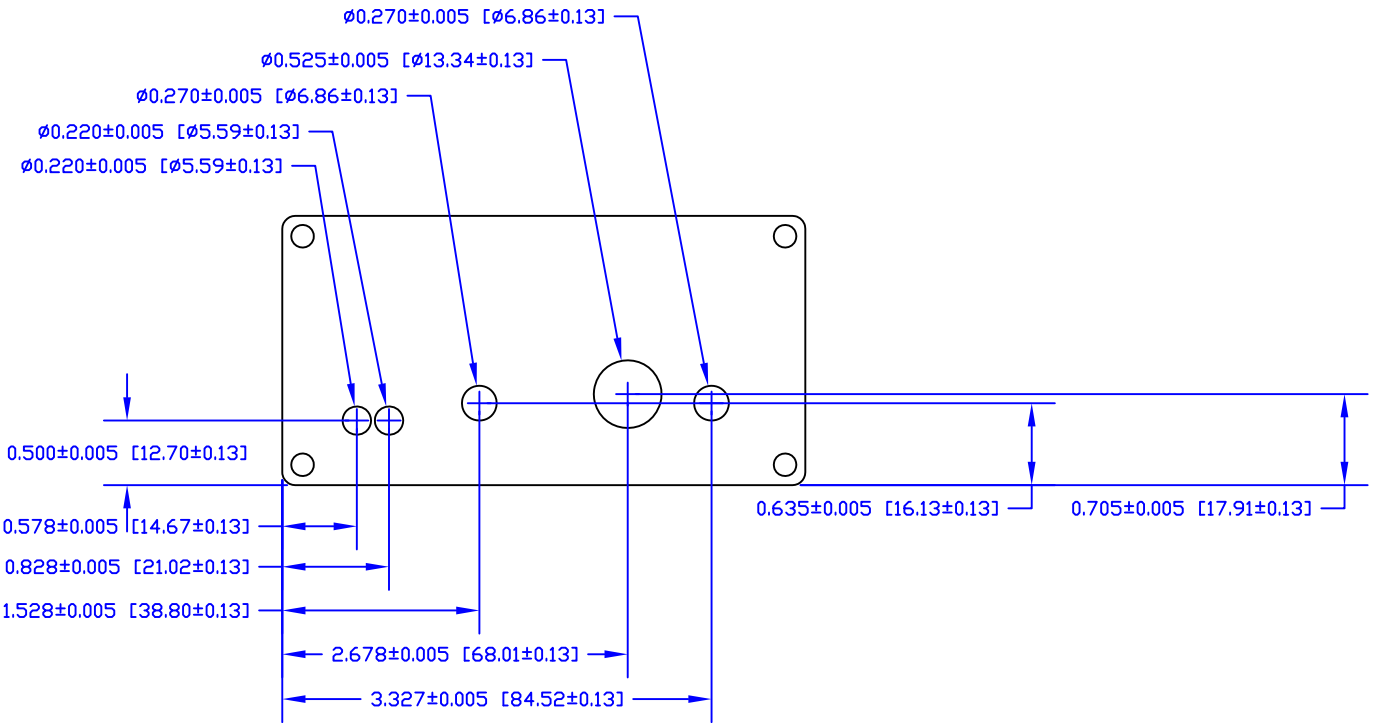 ø0.270±0.005 [ø6.86±0.13]
ø0.525±0.005 [ø13.34±0.13]
ø0.270±0.005 [ø6.86±0.13]
ø0.220±0.005 [ø5.59±0.13]
ø0.220±0.005 [ø5.59±0.13]
0.500±0.005 [12.70±0.13]
0.635±0.005 [16.13±0.13]
0.705±0.005 [17.91±0.13]
0.578±0.005 [14.67±0.13]
0.828±0.005 [21.02±0.13]
1.528±0.005 [38.80±0.13]
2.678±0.005 [68.01±0.13]
3.327±0.005 [84.52±0.13]